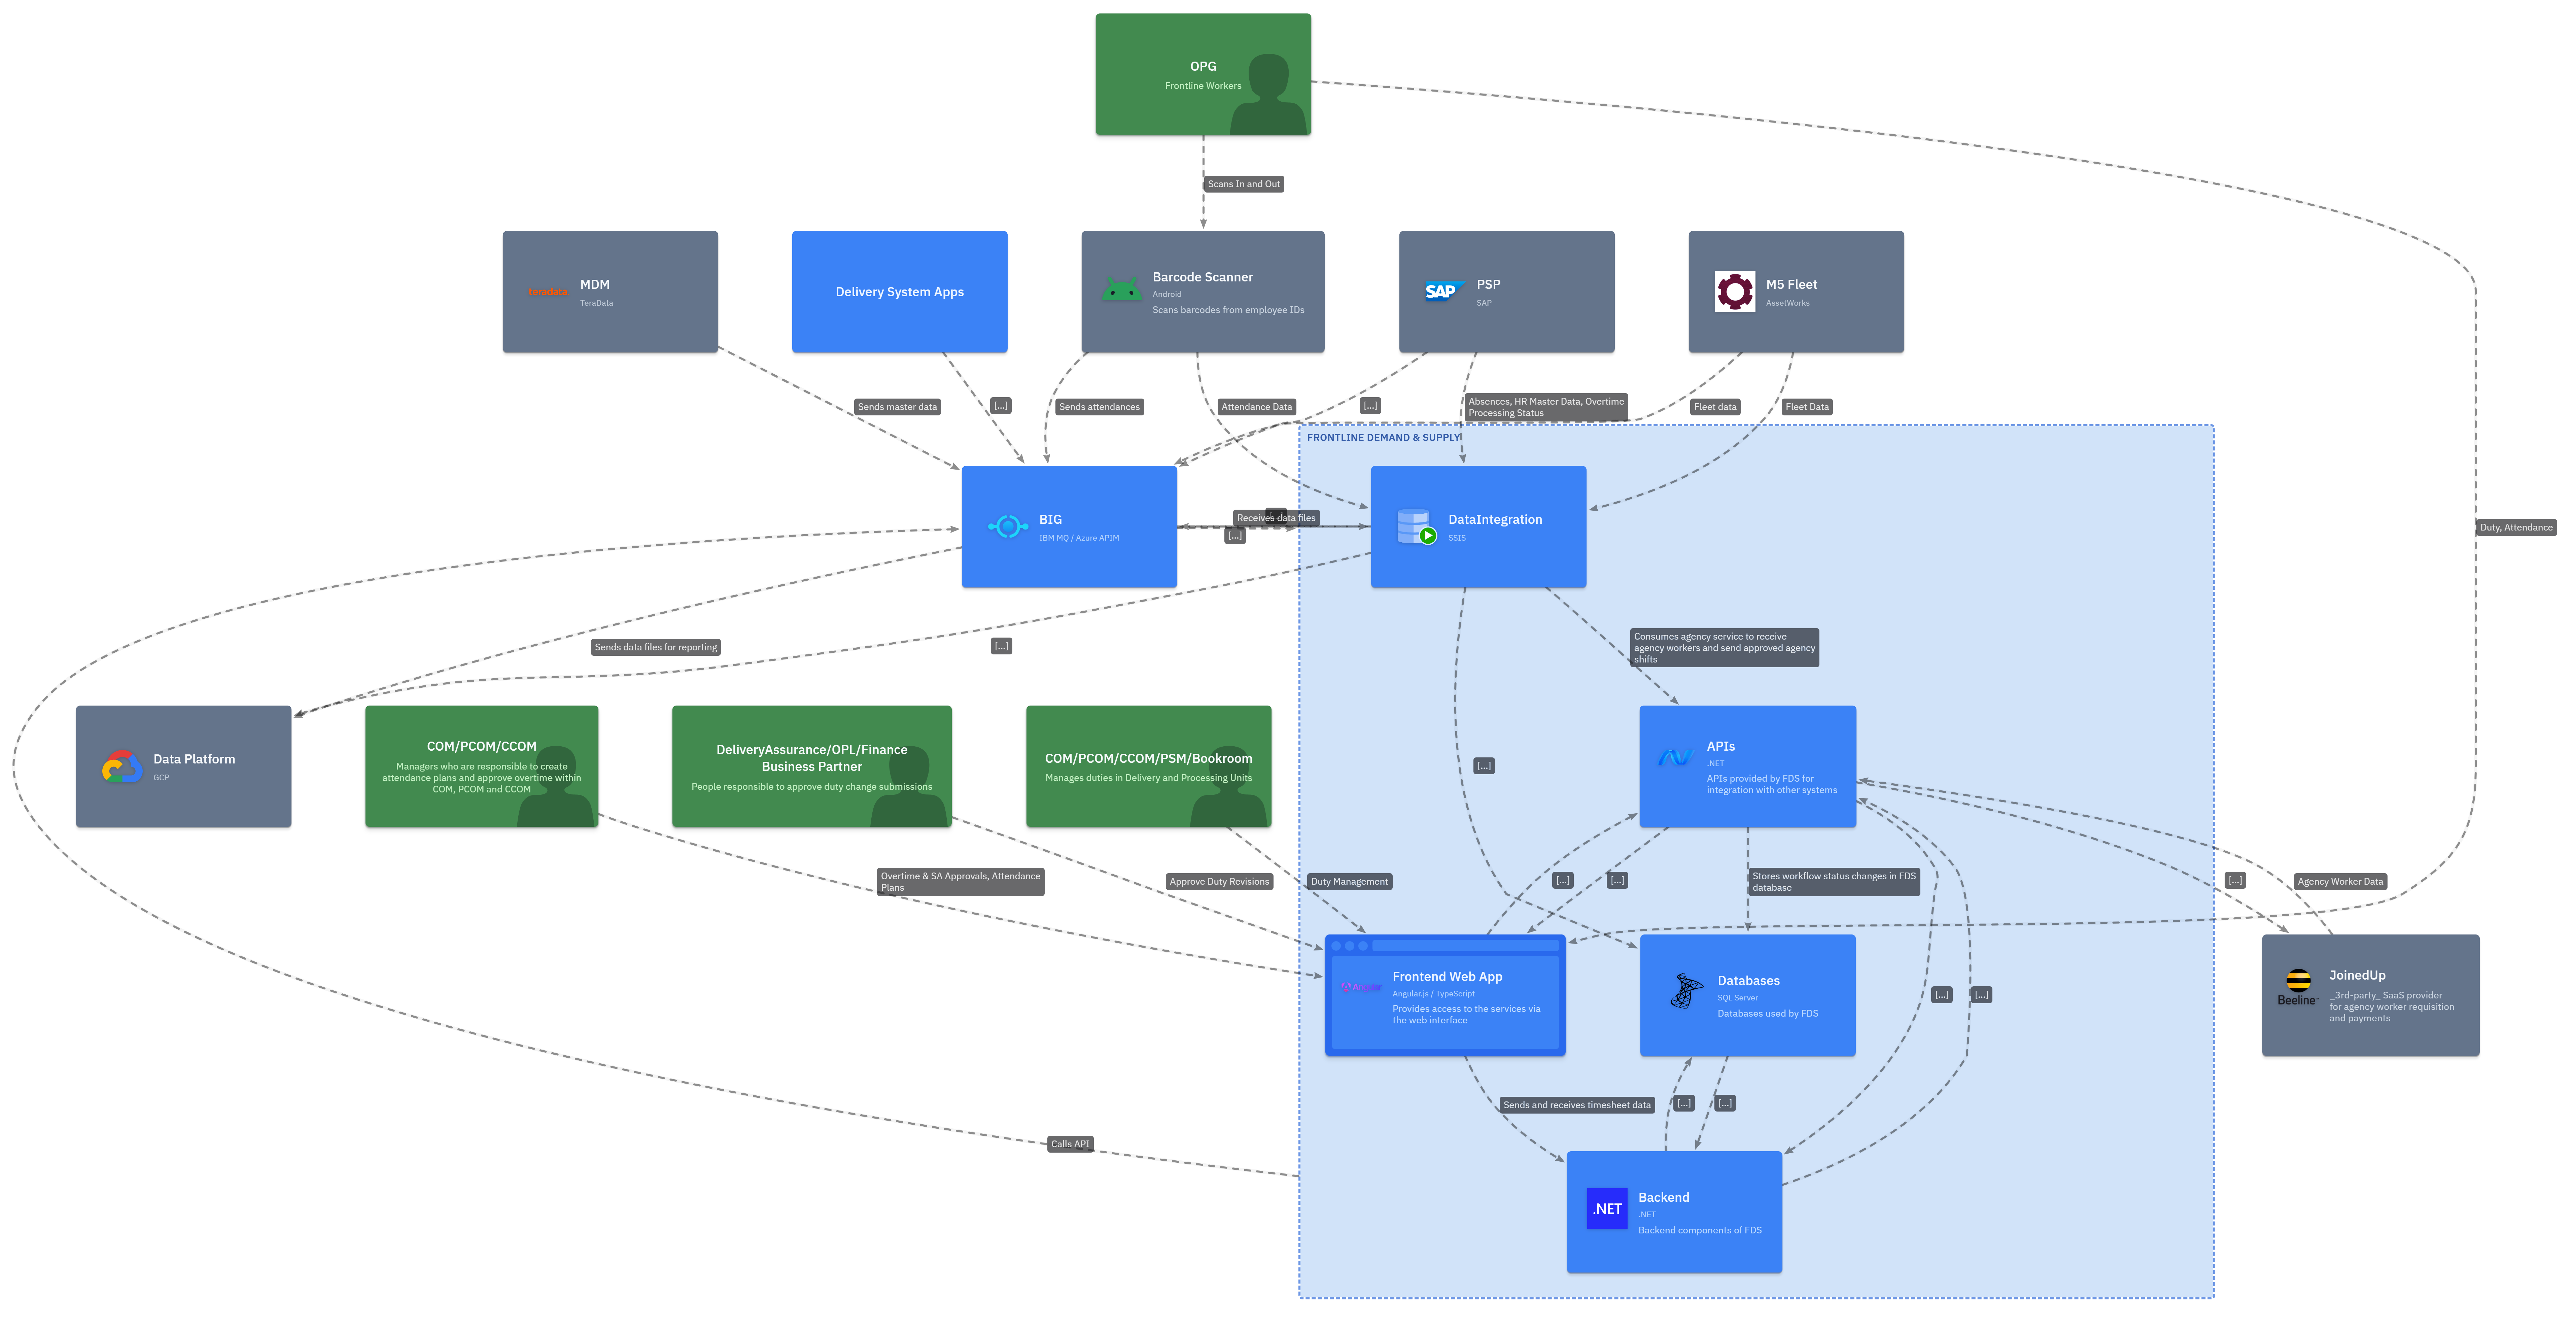 OPG
Frontline Workers
Scans In and Out
teradata.
MDM
TeraData
Delivery System Apps
Barcode Scanner
Android
Scans barcodes from employee IDs
SAP
PSP
SAP
M5 Fleet
AssetWorks
Sends master data
[...]
Sends attendances
Attendance Data
[...]
Absences, HR Master Data, Overtime
Processing Status
Fleet data
Fleet Data
FRONTLINE DEMAND & SUPPLY
BIG
IBM MQ / Azure APIM
Receives data files
[...]
DataIntegration
SSIS
Duty, Attendance
Sends data files for reporting
[...]
Consumes agency service to receive
agency workers and send approved agency
shifts
Data Platform
GCP
COM/PCOM/CCOM
Managers who are responsible to create
attendance plans and approve overtime within
COM, PCOM and CCOM
DeliveryAssurance/OPL/Finance
Business Partner
People responsible to approve duty change submissions
COM/PCOM/CCOM/PSM/Bookroom
Manages duties in Delivery and Processing Units
[...]
APIs
.NET
APIs provided by FDS for
integration with other systems
Overtime & SA Approvals, Attendance
Plans
Approve Duty Revisions
Duty Management
[...]
[...]
Stores workflow status changes in FDS
database
[...]
Agency Worker Data
Angular
Frontend Web App
Angular.js / TypeScript
Provides access to the services via
the web interface
Databases
SQL Server
Databases used by FDS
[...]
[...]
Beeline
JoinedUp
_3rd-party_ SaaS provider
for agency worker requisition
and payments
Sends and receives timesheet data
[...]
[...]
Calls API
.NET
Backend
.NET
Backend components of FDS